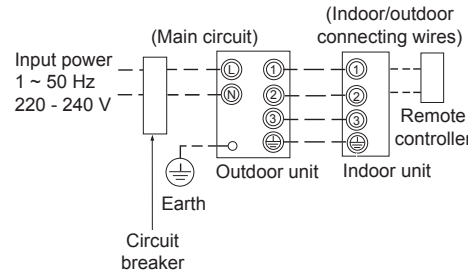 (Indoor/outdoor
connecting wires)
(Main circuit)
Input power
1 ~ 50 Hz
220 - 240 V
L
N
1
2
3
1
2
3
Remote
controller
Outdoor unit
Indoor unit
Earth
Circuit
breaker